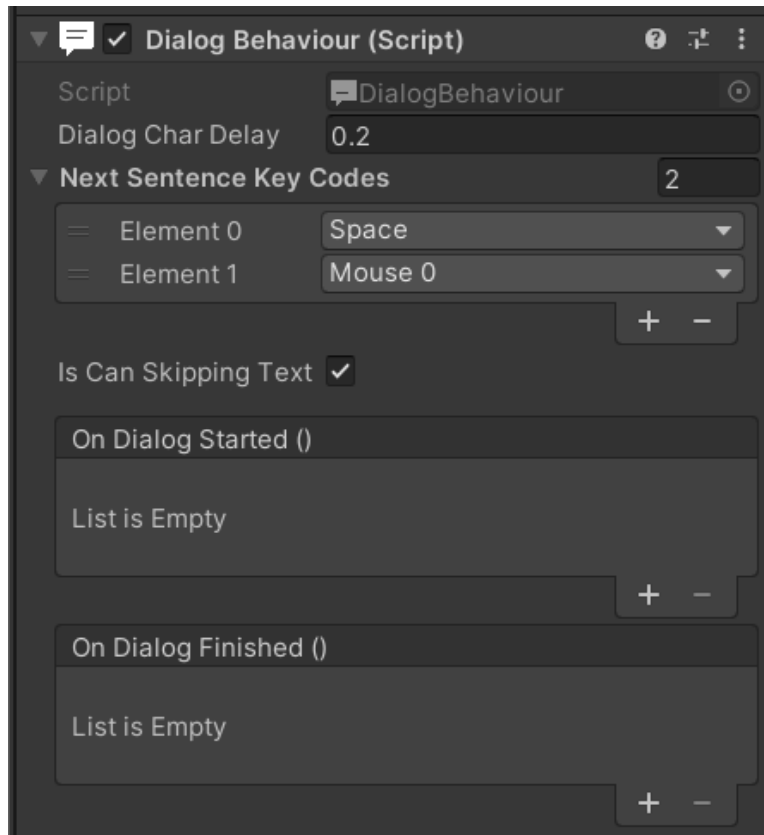 Dialog Behaviour (Script)
Script DialogBehaviour
Dialog Char Delay 0.2
Next Sentence Key Codes 2
Element 0 Space
Element 1 Mouse 0
+ −
Is Can Skipping Text
On Dialog Started ()
List is Empty
+ −
On Dialog Finished ()
List is Empty
+ −